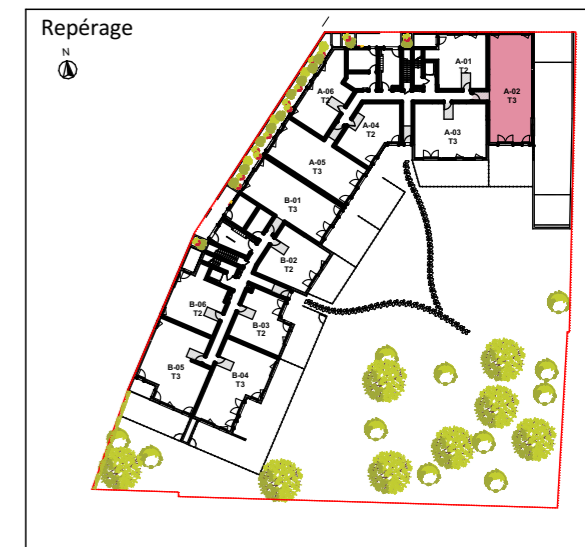 Repérage
N
A-01
T2
A-02
T3
A-06
T2
A-04
T2
A-03
T3
A-05
T3
B-01
T3
B-02
T2
B-06
T2
B-03
T2
B-05
T3
B-04
T3